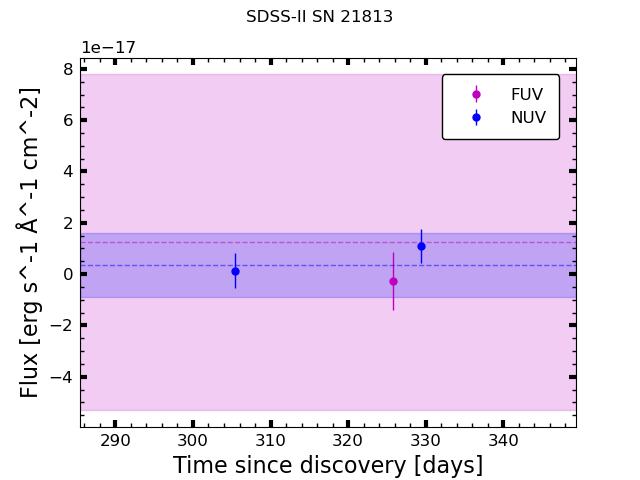 SDSS-II SN 21813
1e−17
8
6
4
2
0
−2
−4
FUV
NUV
Flux [erg s^-1 Å^-1 cm^-2]
290
300
310
320
330
340
Time since discovery [days]